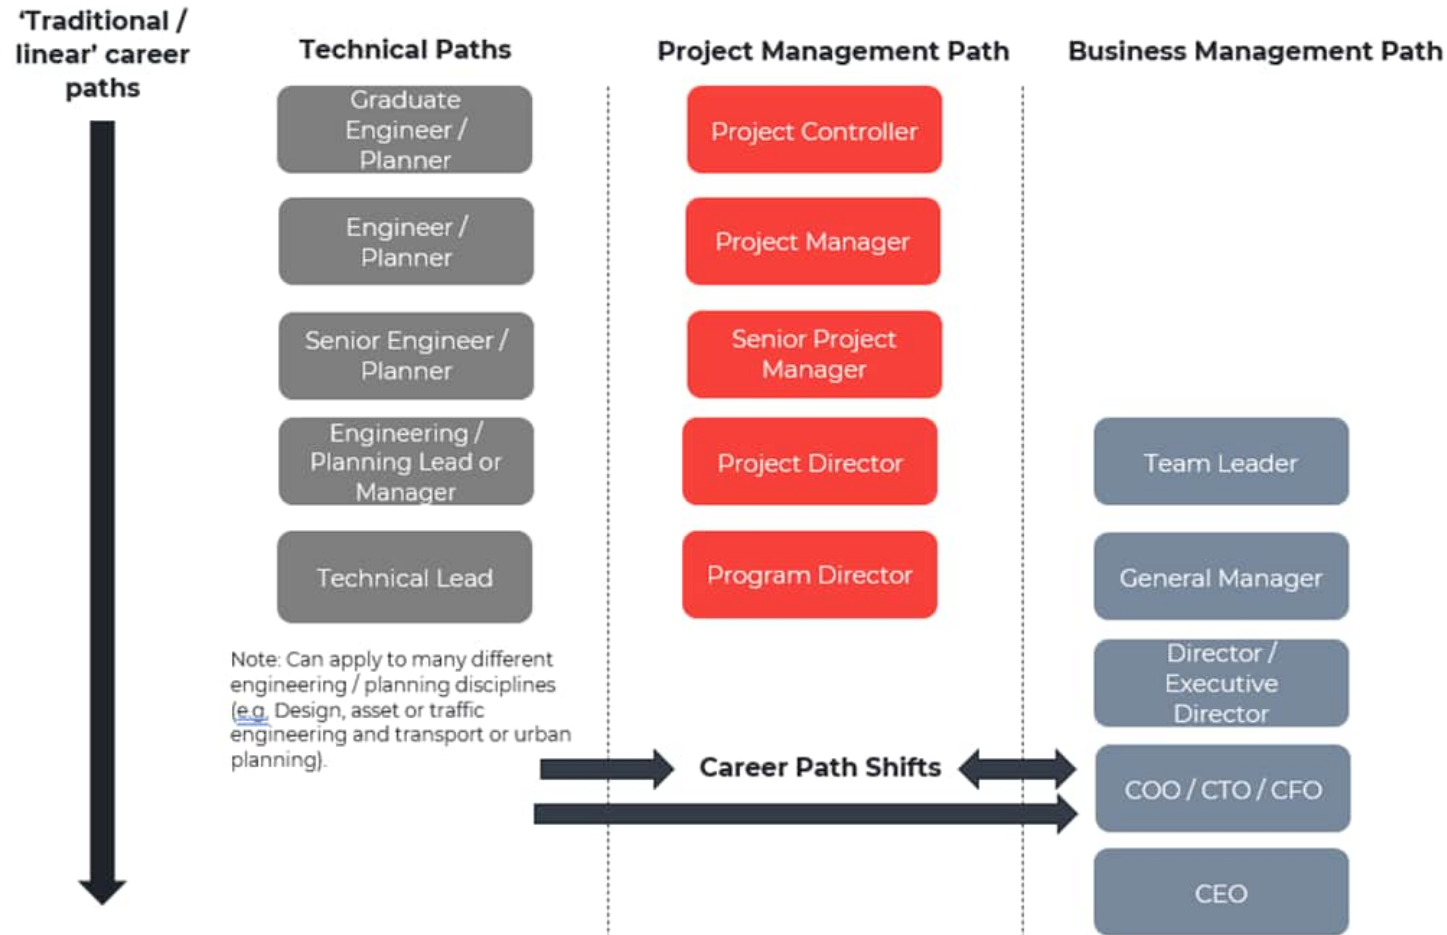 ‘Traditional /
linear’ career
paths
Technical Paths
Graduate
Engineer /
Planner
Engineer /
Planner
Senior Engineer /
Planner
Engineering /
Planning Lead or
Manager
Technical Lead
Note: Can apply to many different
engineering / planning disciplines
(e.g. Design, asset or traffic
engineering and transport or urban
planning).
Project Management Path
Project Controller
Project Manager
Senior Project
Manager
Project Director
Program Director
Career Path Shifts
Business Management Path
Team Leader
General Manager
Director /
Executive
Director
COO / CTO / CFO
CEO